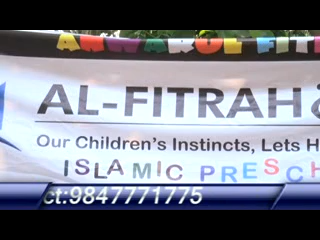 AL-FITRAH
Our Children's Instincts, Lets H
ISLAMIC PRESCH
ct:9847771775